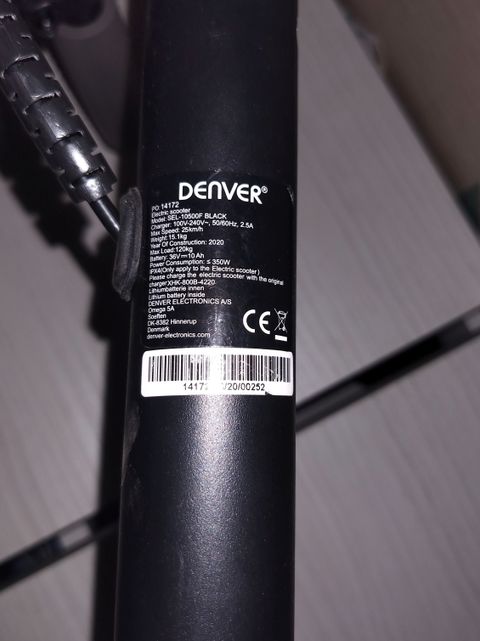 DENVER®
PO: 14172
Electric scooter
Model: SEL-10500F BLACK
Charger: 100V-240V~, 50/60Hz, 2.5A
Max Speed: 25km/h
Weight: 15.1kg
Year Of Construction: 2020
Max Load:120kg
Battery: 36V⎓10 Ah
Power Consumption: ≤ 350W
IPX4(Only apply to the Electric scooter)
Please charge the electric scooter with the original
charger:XHK-800B-4220
Lithiumbatterie innen
Lithium battery inside
DENVER ELECTRONICS A/S
Omega 5A
Soeften
DK-8382 Hinnerup
Denmark
denver-electronics.com
CE
/20/00252